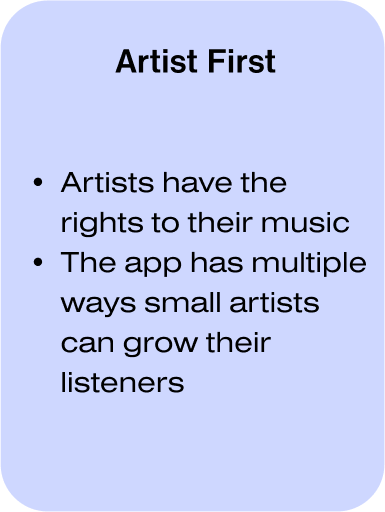 Artist First
• Artists have the
rights to their music
• The app has multiple
ways small artists
can grow their
listeners